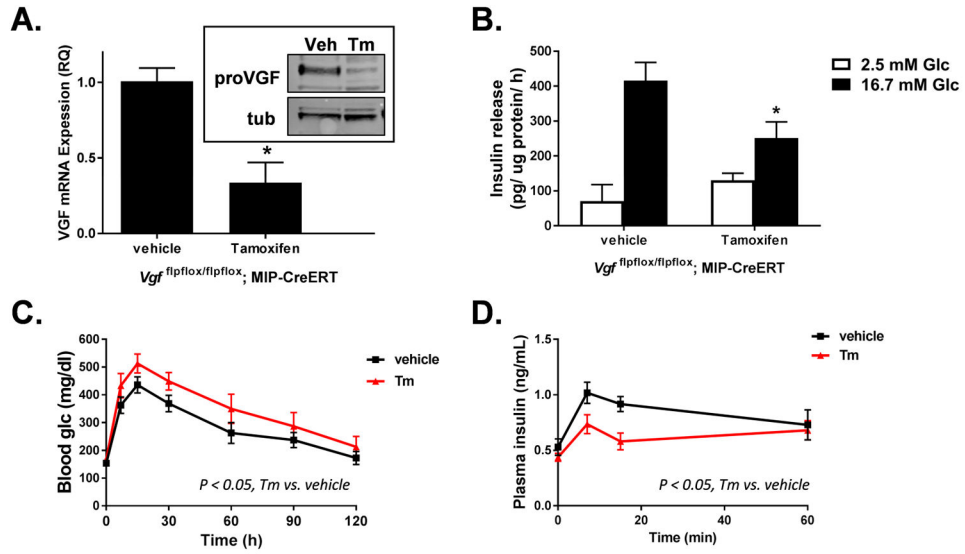 A.
VGF mRNA Experession (RQ)
1.0
0.5
0.0
Veh Tm
proVGF
tub
*
vehicle Tamoxifen
Vgf flpflox/flpflox; MIP-CreERT
B.
Insulin release
(pg/ ug protein/ h)
500
400
300
200
100
0
*
2.5 mM Glc
16.7 mM Glc
vehicle Tamoxifen
Vgf flpflox/flpflox; MIP-CreERT
C.
Blood glc (mg/dl)
600
500
400
300
200
100
0
vehicle
Tm
P < 0.05, Tm vs. vehicle
0 30 60 90 120
Time (h)
D.
Plasma insulin (ng/mL)
1.5
1.0
0.5
0.0
vehicle
Tm
P < 0.05, Tm vs. vehicle
0 20 40 60
Time (min)